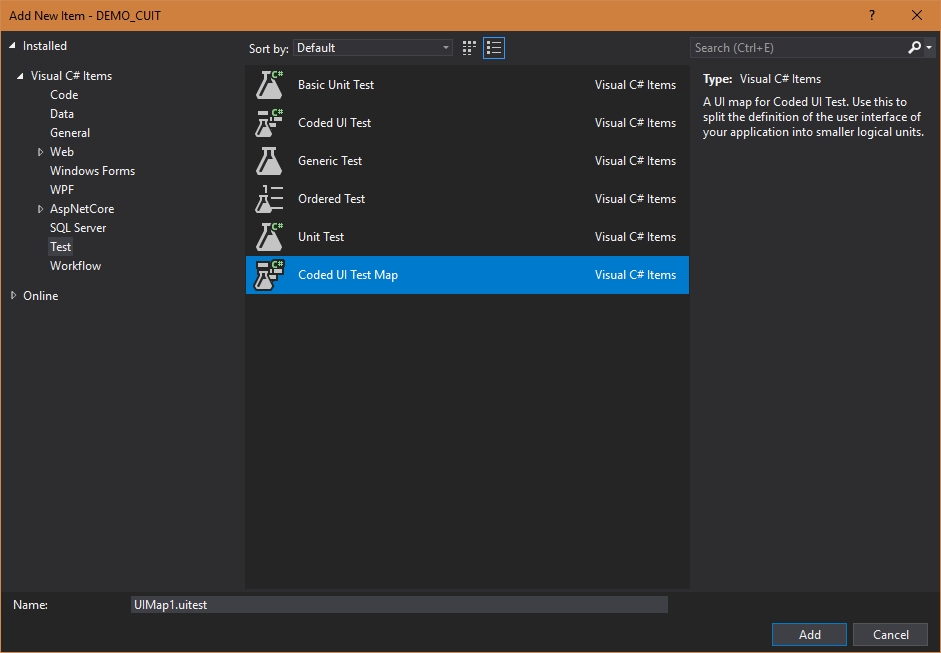 Add New Item - DEMO_CUIT
?
Installed
Visual C# Items
Code
Data
General
Web
Windows Forms
WPF
AspNetCore
SQL Server
Test
Workflow
Online
Sort by: Default
C# Basic Unit Test Visual C# Items
C# Coded UI Test Visual C# Items
Generic Test Visual C# Items
1 Ordered Test Visual C# Items
C# Unit Test Visual C# Items
C# Coded UI Test Map Visual C# Items
Search (Ctrl+E)
Type: Visual C# Items
A UI map for Coded UI Test. Use this to
split the definition of the user interface of
your application into smaller logical units.
Name: UIMap1.uitest
Add Cancel